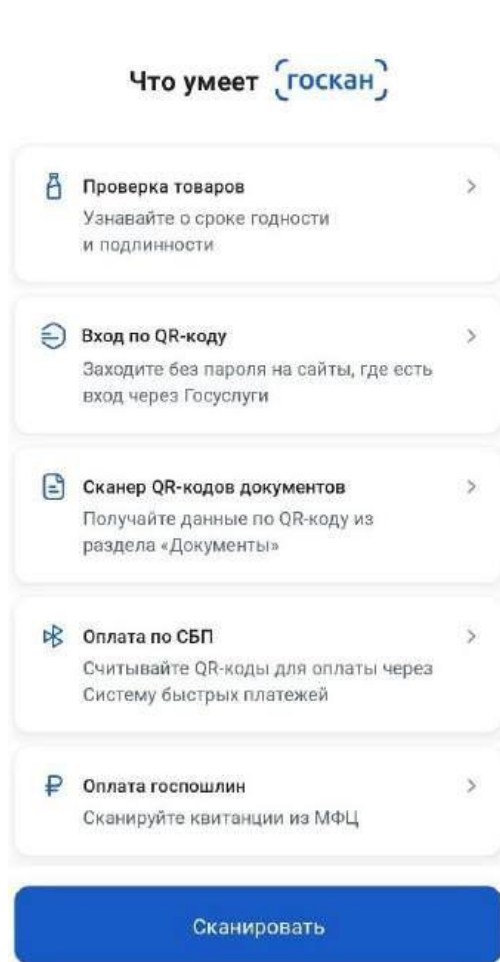 Что умеет госкан
Проверка товаров
Узнавайте о сроке годности
и подлинности
Вход по QR-коду
Заходите без пароля на сайты, где есть
вход через Госуслуги
Сканер QR-кодов документов
Получайте данные по QR-коду из
раздела «Документы»
Оплата по СБП
Считывайте QR-коды для оплаты через
Систему быстрых платежей
Оплата госпошлин
Сканируйте квитанции из МФЦ
Сканировать